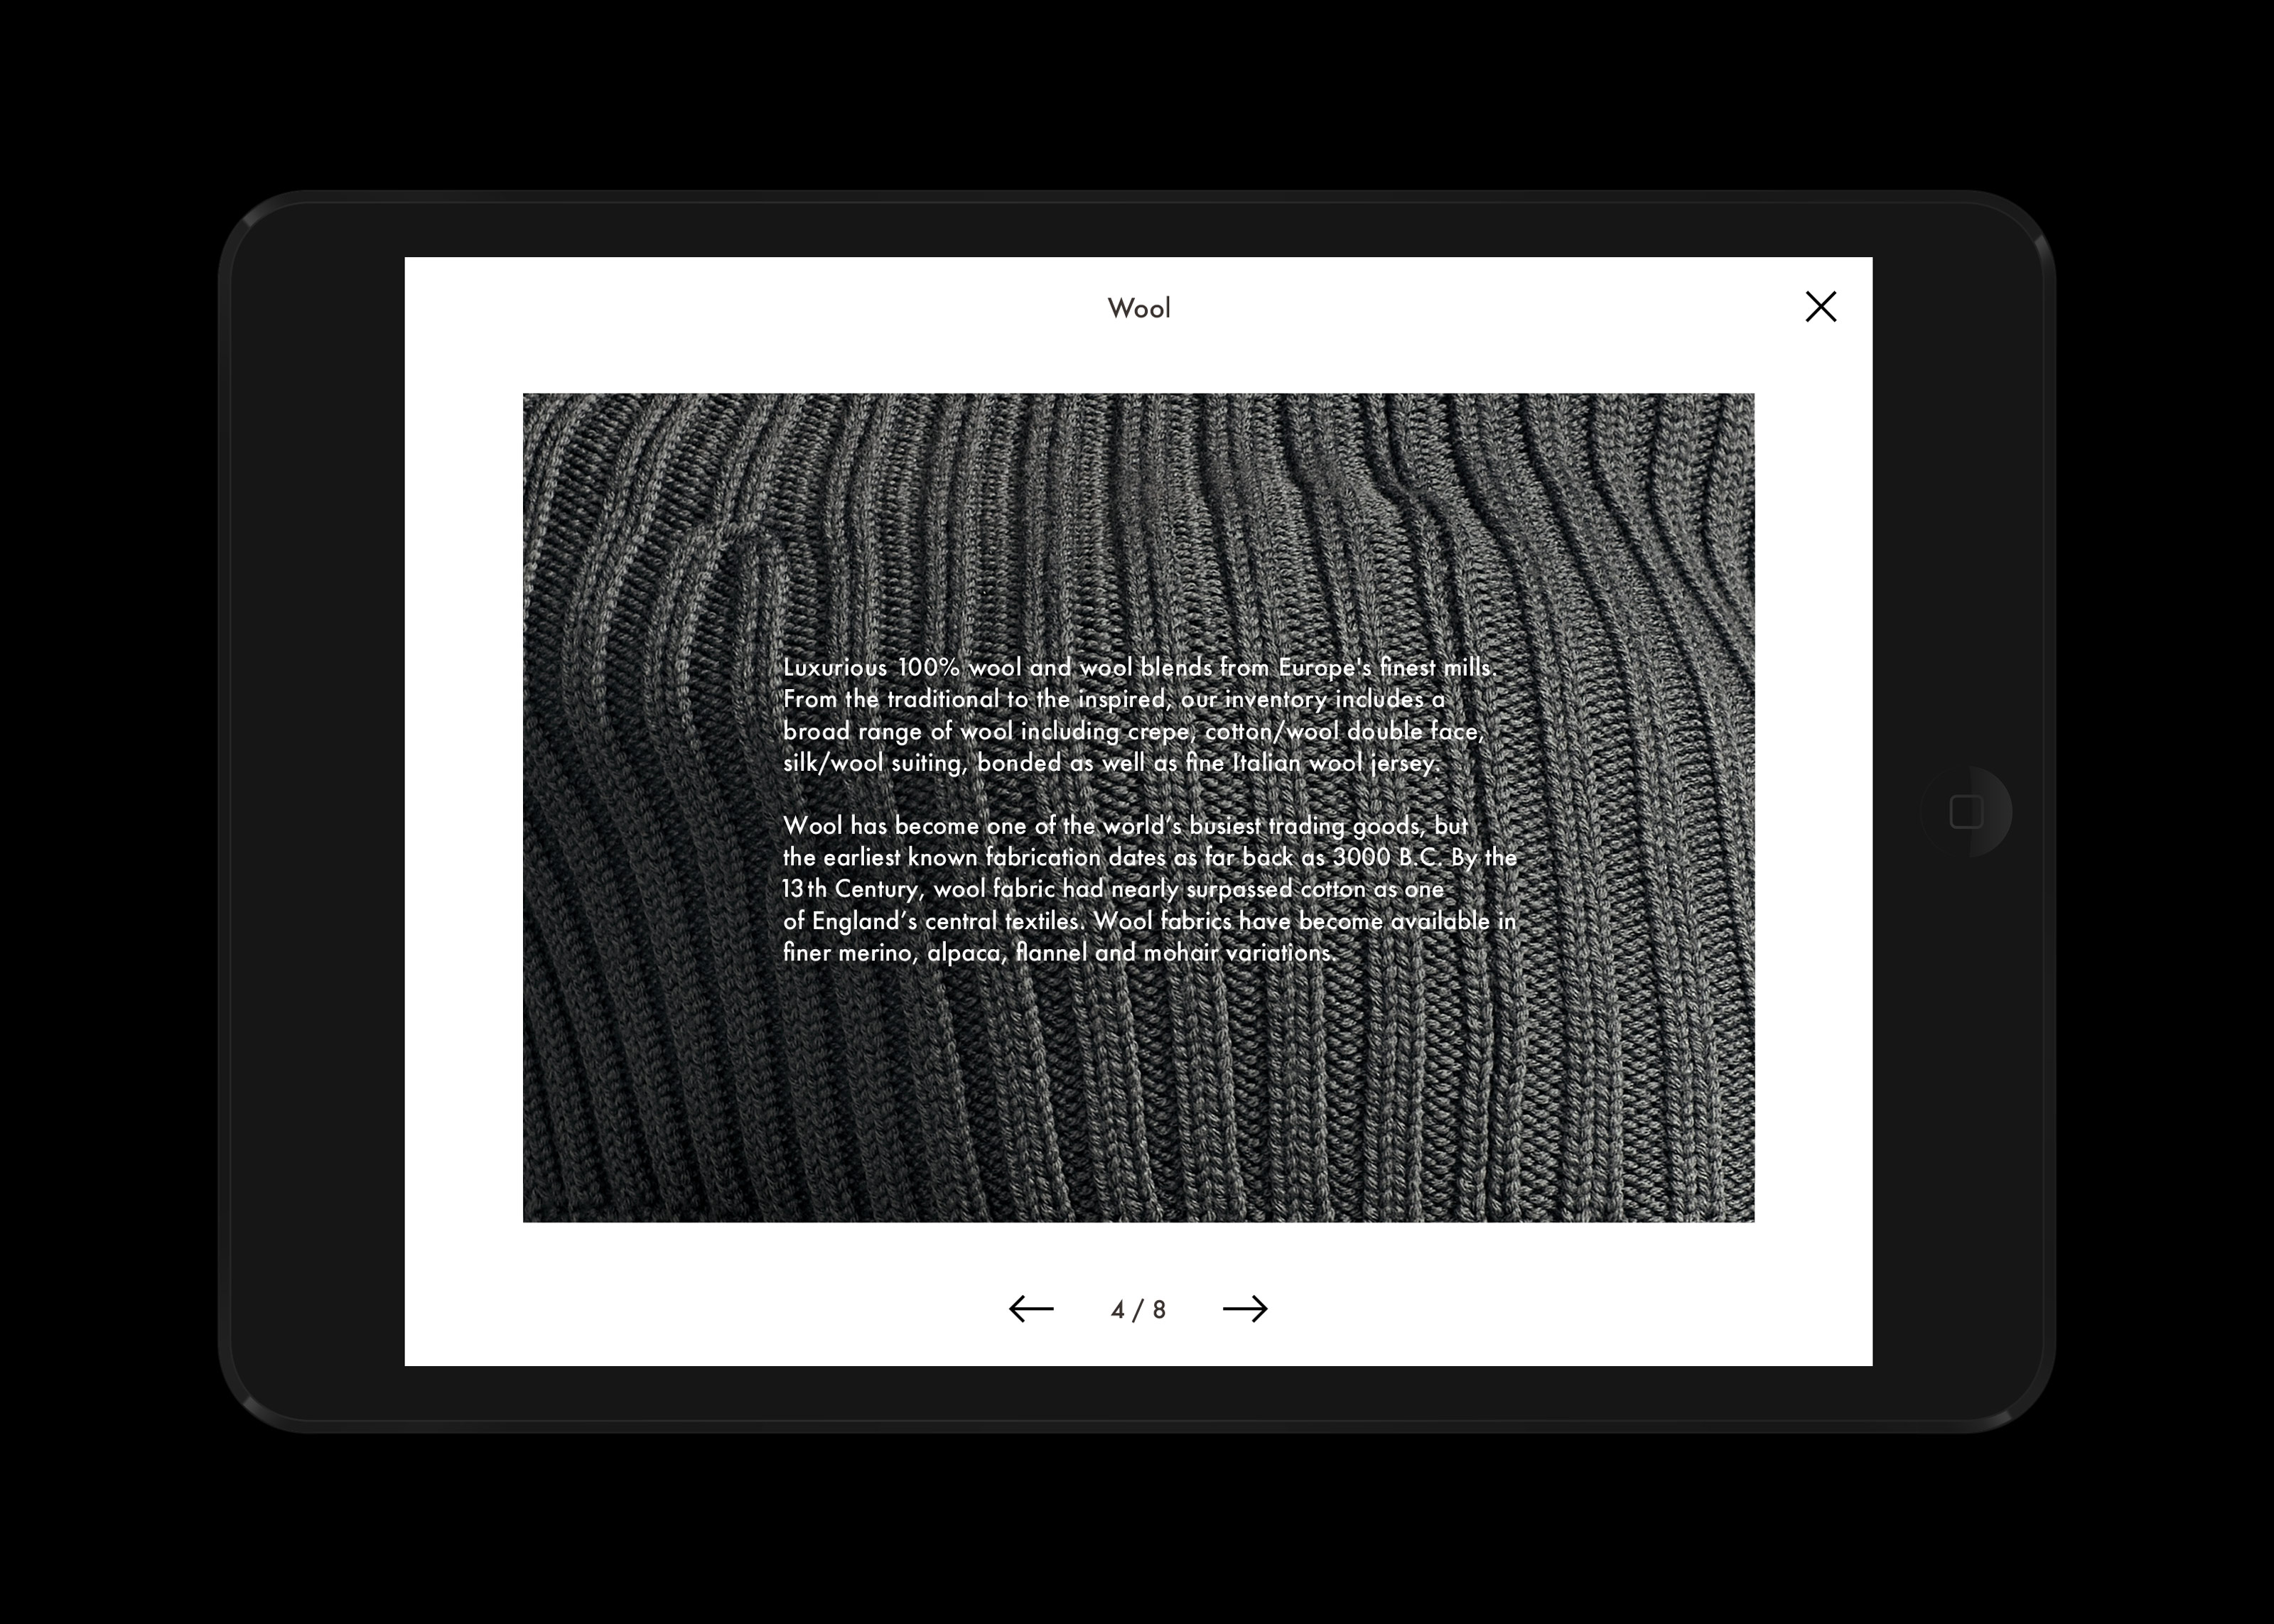 Wool
Luxurious 100% wool and wool blends from Europe's finest mills.
From the traditional to the inspired, our inventory includes a
broad range of wool including crepe, cotton/wool double face,
silk/wool suiting, bonded as well as fine Italian wool jersey.
Wool has become one of the world’s busiest trading goods, but
the earliest known fabrication dates as far back as 3000 B.C. By the
13th Century, wool fabric had nearly surpassed cotton as one
of England’s central textiles. Wool fabrics have become available in
finer merino, alpaca, flannel and mohair variations.
4 / 8